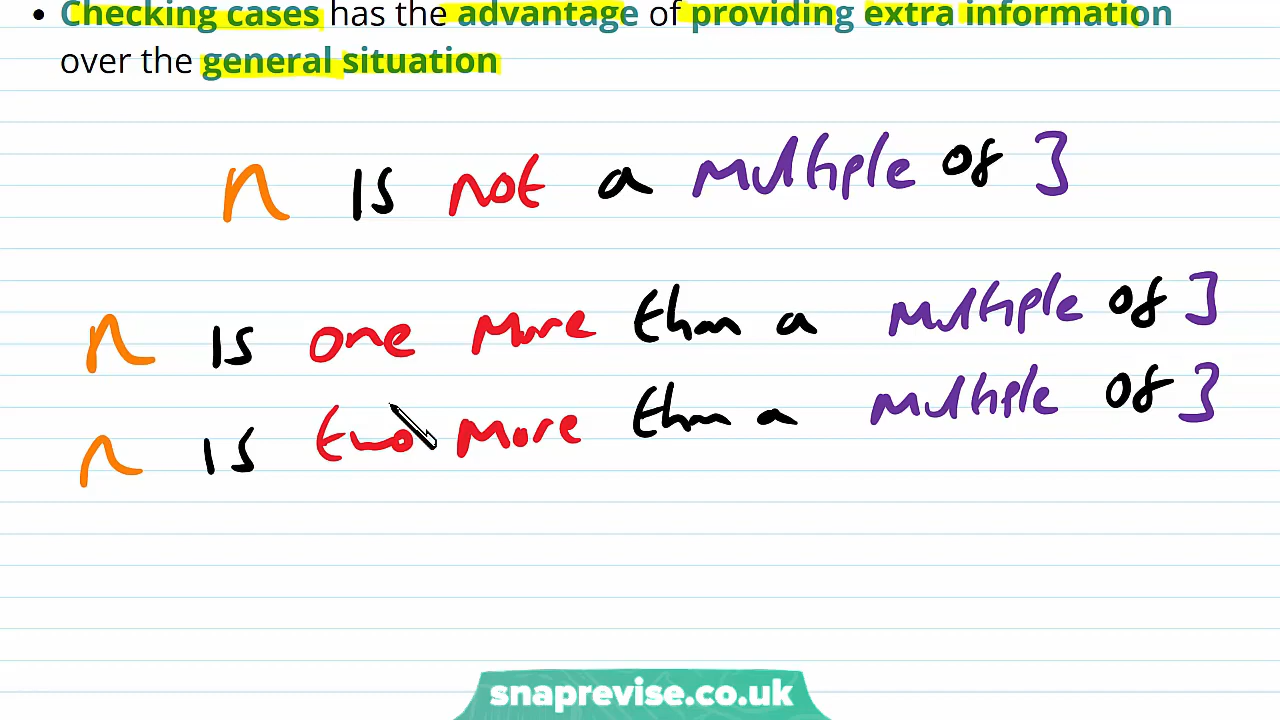 • Checking cases has the advantage of providing extra information
over the general situation
n is not a multiple of 3
n is one more than a multiple of 3
n is two more than a multiple of 3
snaprevise.co.uk